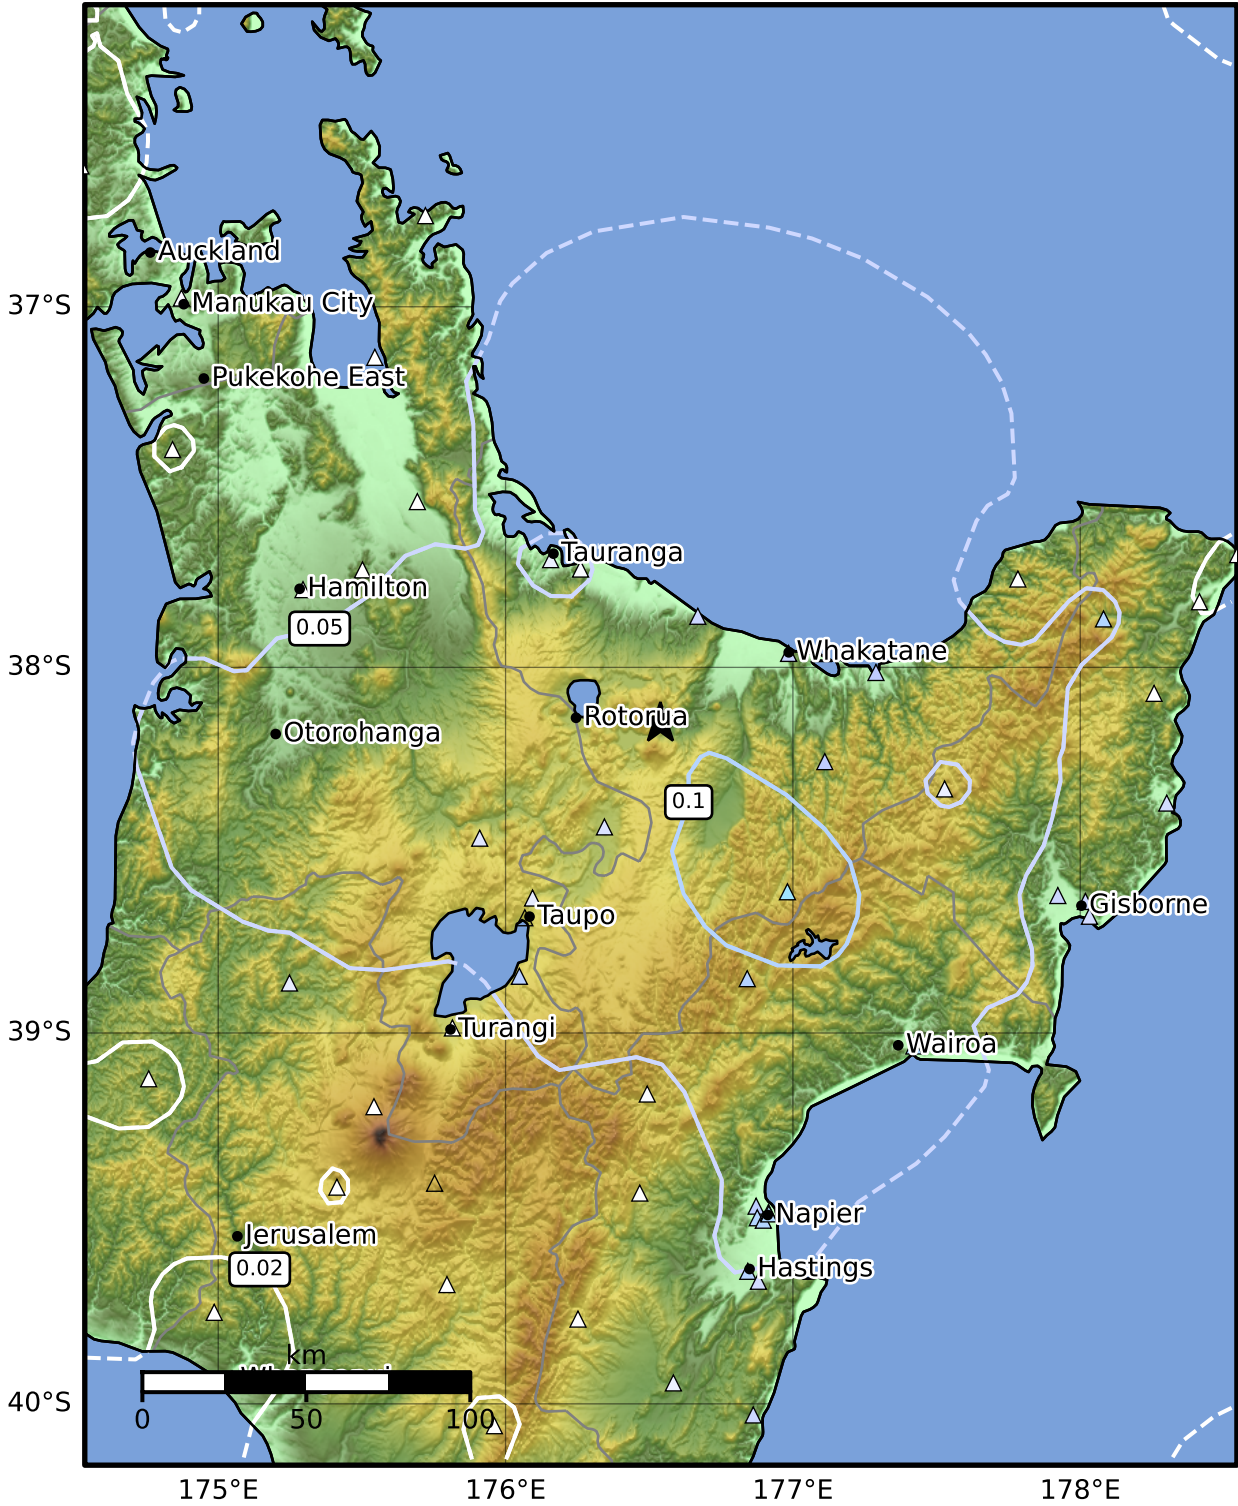 Auckland
37°S
Manukau City
Pukekohe East
Tauranga
Hamilton
0.05
Whakatane
38°S
Rotorua
Otorohanga
0.1
Gisborne
Taupo
Turangi
39°S
Wairoa
Napier
Jerusalem
Hastings
0.02
km
40°S
0
50
100
175°E
176°E
177°E
178°E